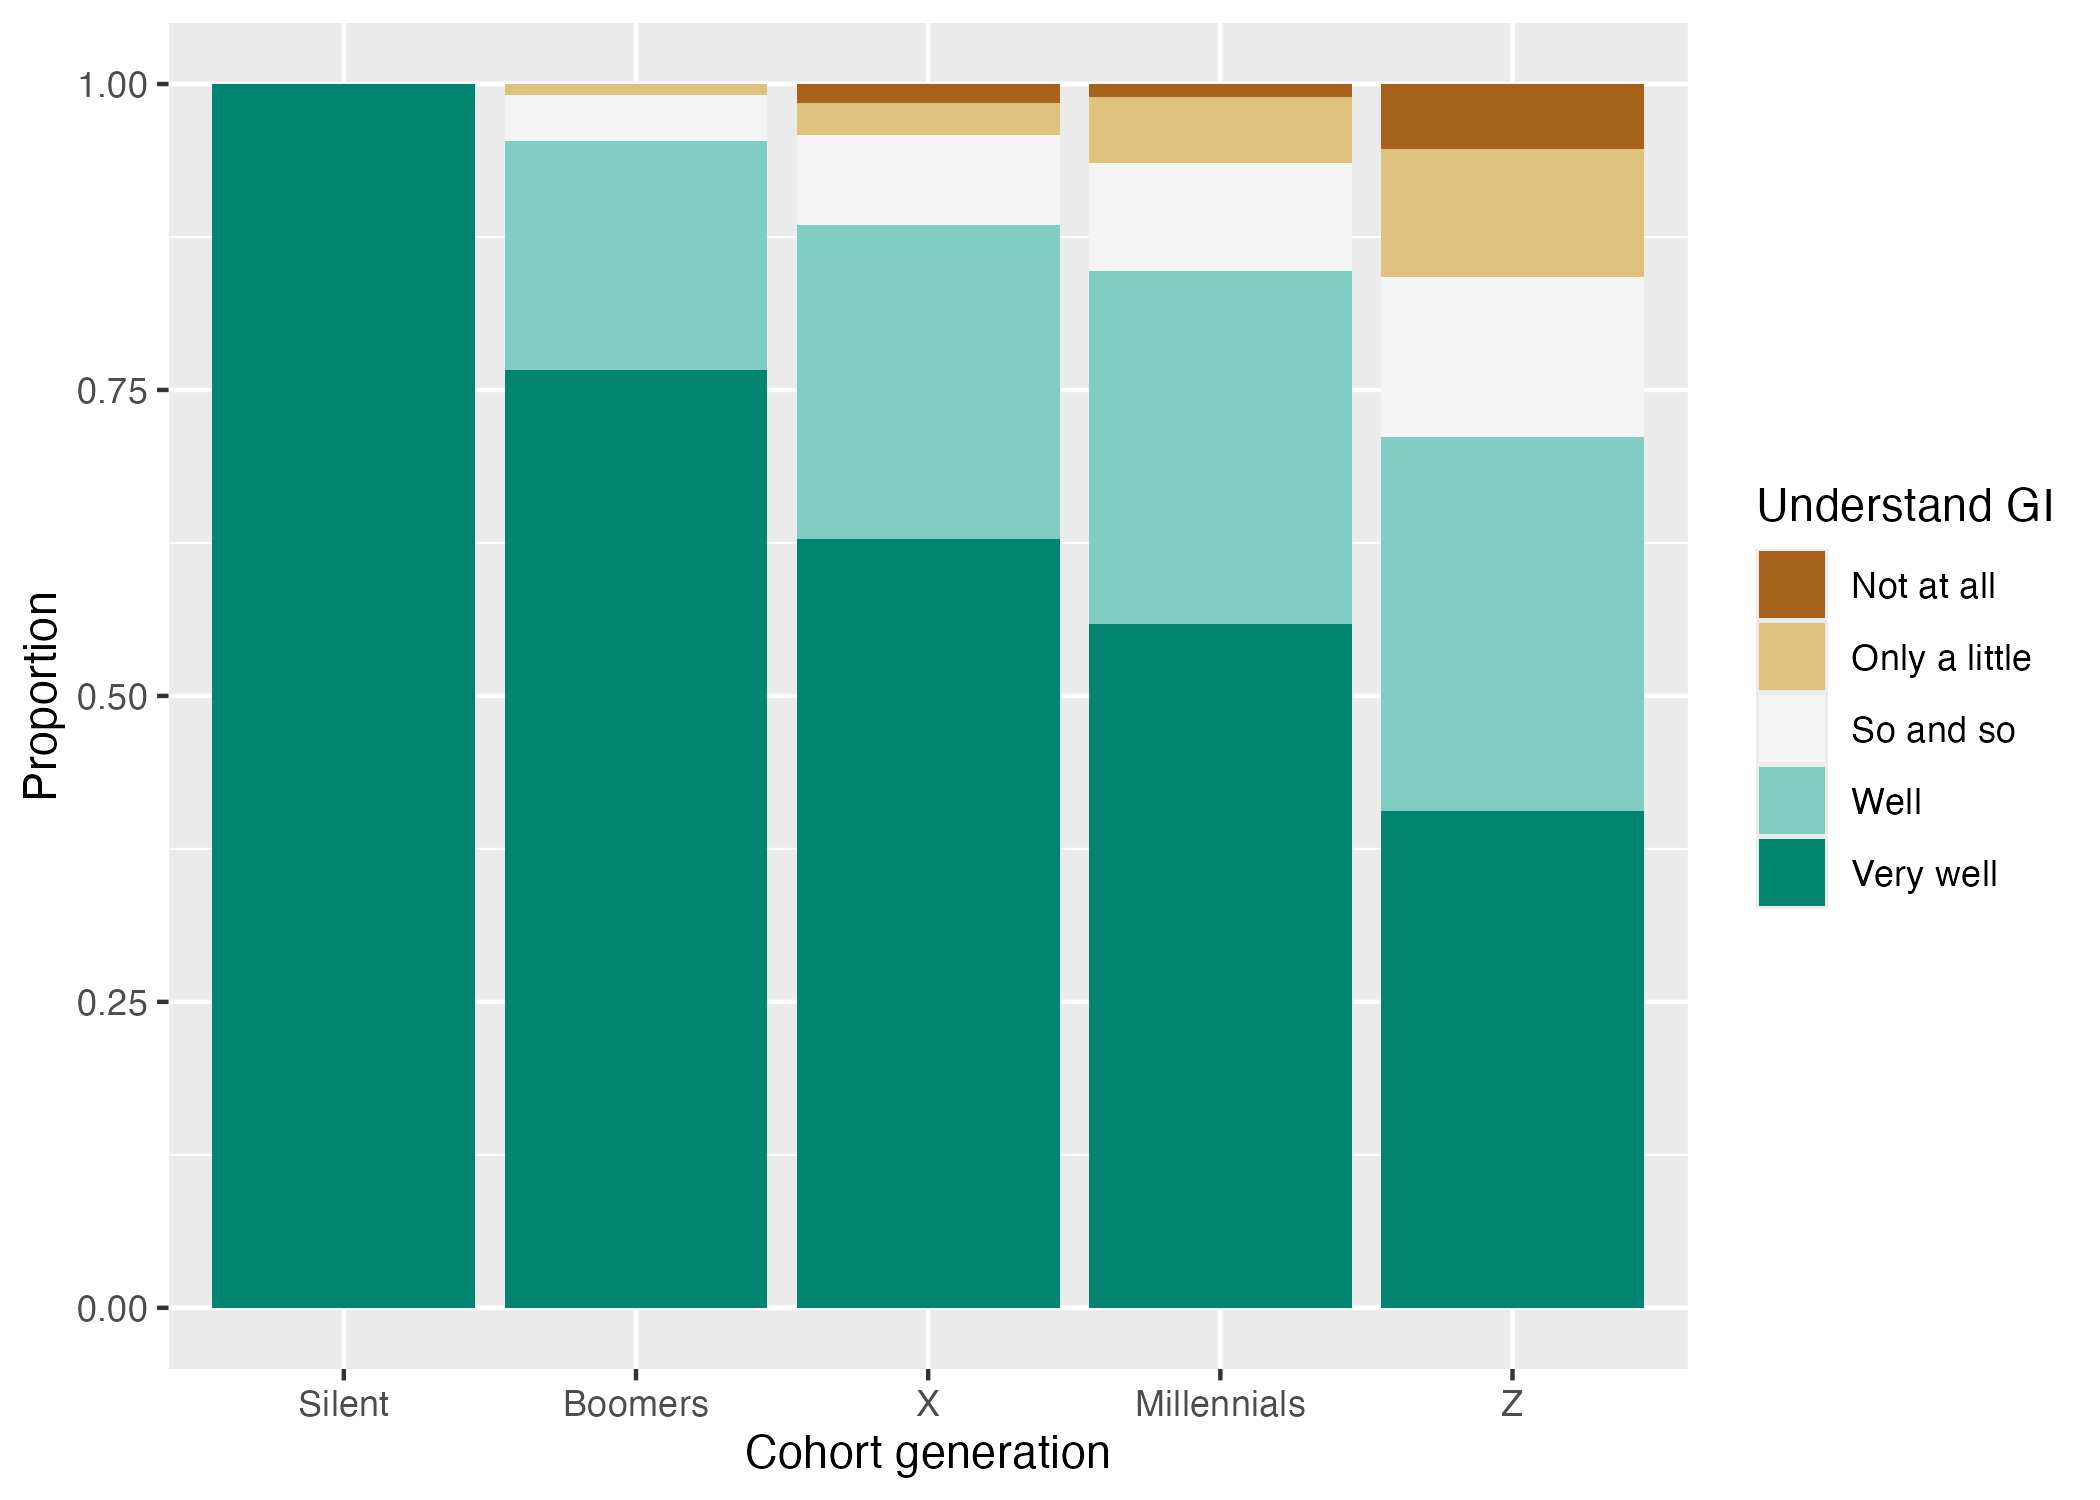 1.00
0.75
0.50
0.25
0.00
Proportion
Silent Boomers X Millennials Z
Cohort generation
Understand GI
Not at all
Only a little
So and so
Well
Very well